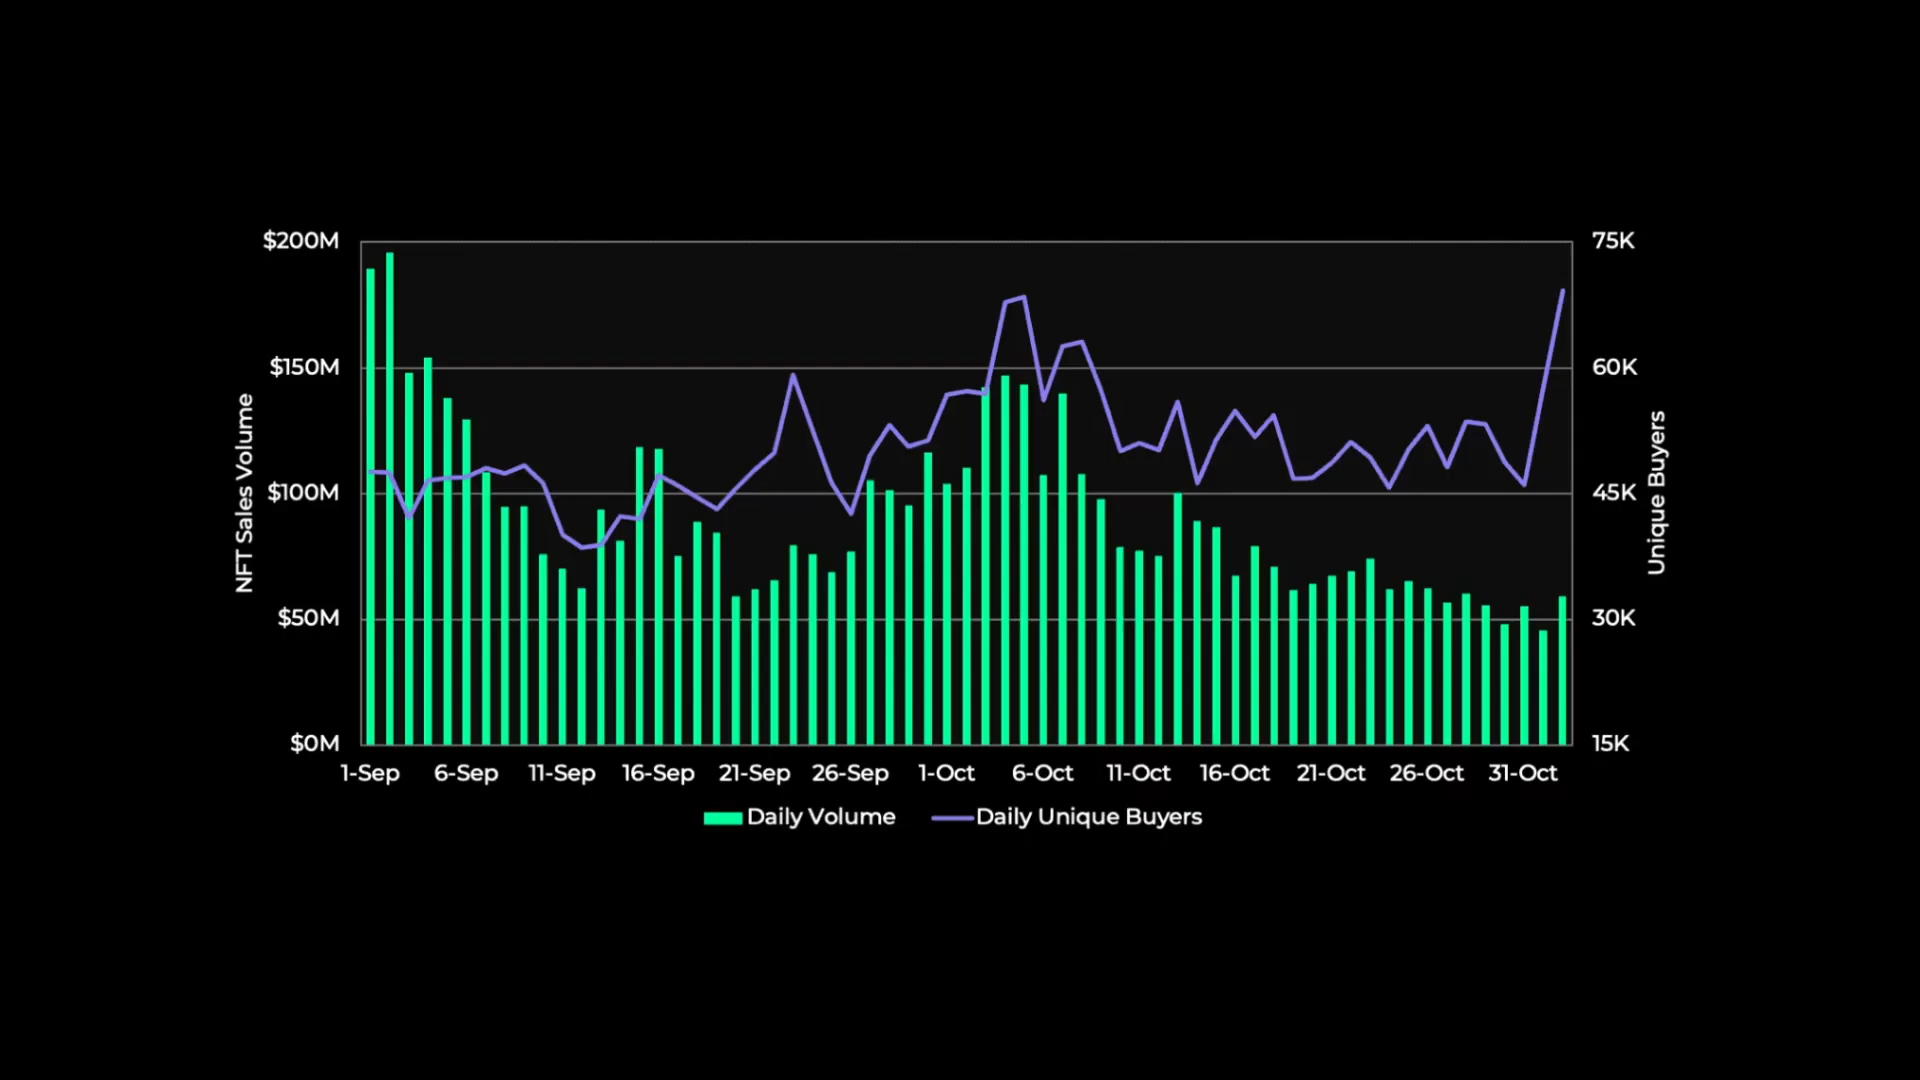 $200M
$150M
$100M
$50M
$0M
NFT Sales Volume
75K
60K
45K
30K
15K
Unique Buyers
1-Sep 6-Sep 11-Sep 16-Sep 21-Sep 26-Sep 1-Oct 6-Oct 11-Oct 16-Oct 21-Oct 26-Oct 31-Oct
Daily Volume Daily Unique Buyers